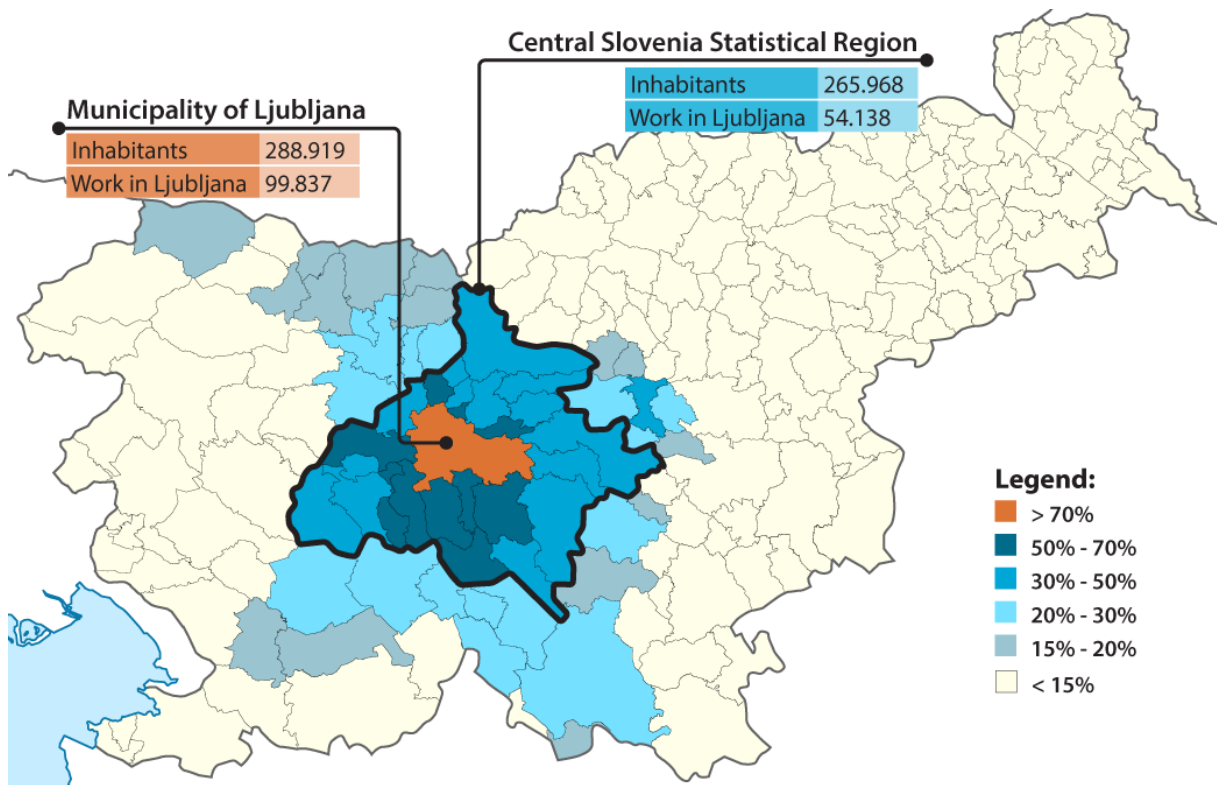 Central Slovenia Statistical Region
Inhabitants 265.968
Work in Ljubljana 54.138
Municipality of Ljubljana
Inhabitants 288.919
Work in Ljubljana 99.837
Legend:
> 70%
50% - 70%
30% - 50%
20% - 30%
15% - 20%
< 15%